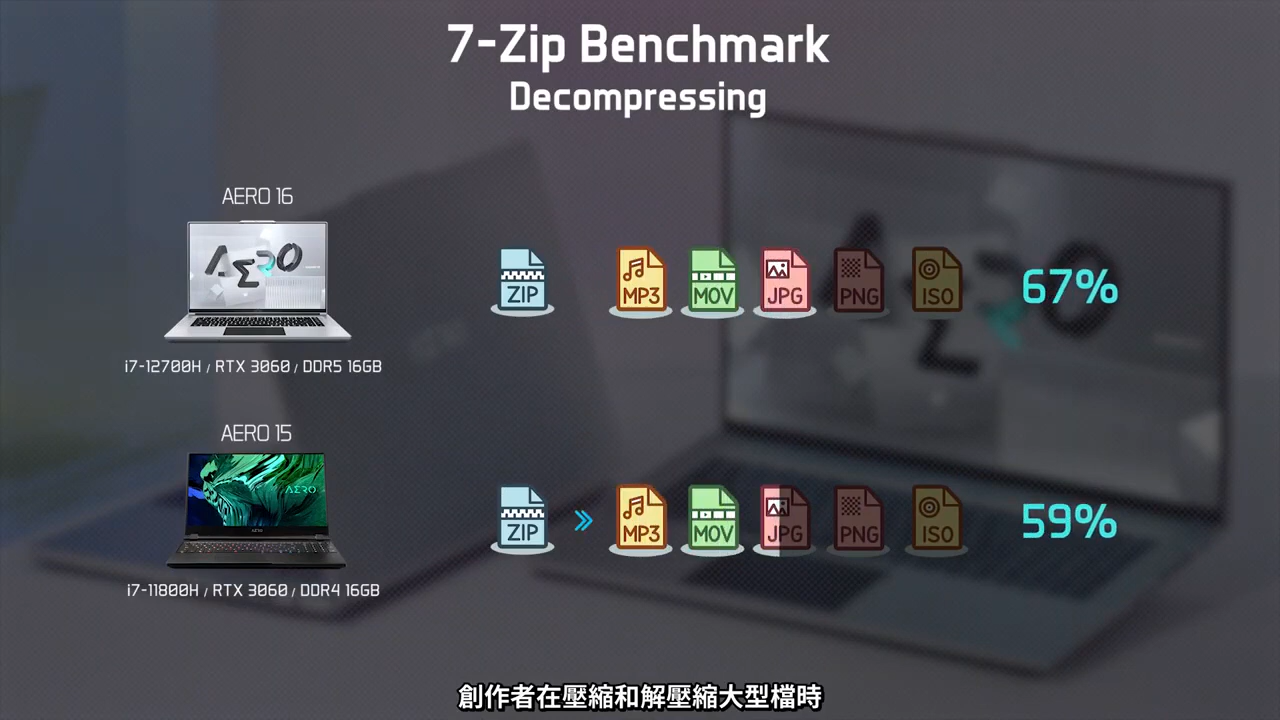 7-Zip Benchmark
Decompressing
AERO 16
AERO
ZIP
MP3
MOV
JPG
PNG
ISO
67%
i7-12700H / RTX 3060 / DDR5 16GB
AERO 15
AERO
ZIP
MP3
MOV
JPG
PNG
ISO
59%
i7-11800H / RTX 3060 / DDR4 16GB
創作者在壓縮和解壓縮大型檔時